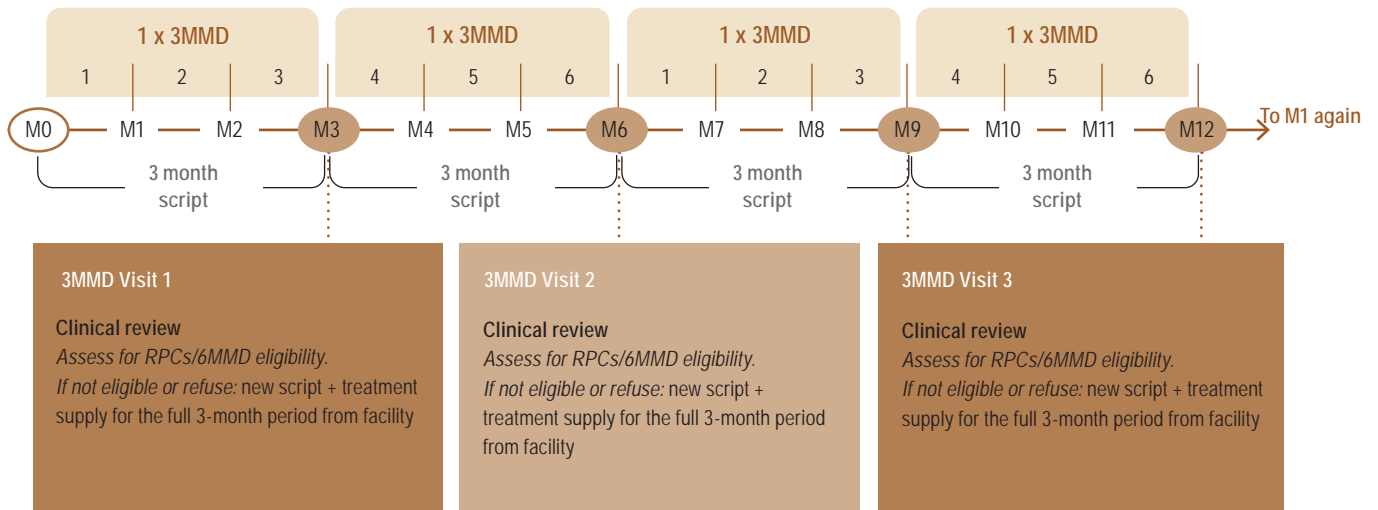 1 x 3MMD
1 x 3MMD
1 x 3MMD
1 x 3MMD
1 2 3 4 5 6 1 2 3 4 5 6
M0 M1 M2 M3 M4 M5 M6 M7 M8 M9 M10 M11 M12 To M1 again
3 month
script
3 month
script
3 month
script
3 month
script
3MMD Visit 1
Clinical review
Assess for RPCs/6MMD eligibility.
If not eligible or refuse: new script + treatment
supply for the full 3-month period from facility
3MMD Visit 2
Clinical review
Assess for RPCs/6MMD eligibility.
If not eligible or refuse: new script +
treatment supply for the full 3-month period
from facility
3MMD Visit 3
Clinical review
Assess for RPCs/6MMD eligibility.
If not eligible or refuse: new script + treatment
supply for the full 3-month period from facility